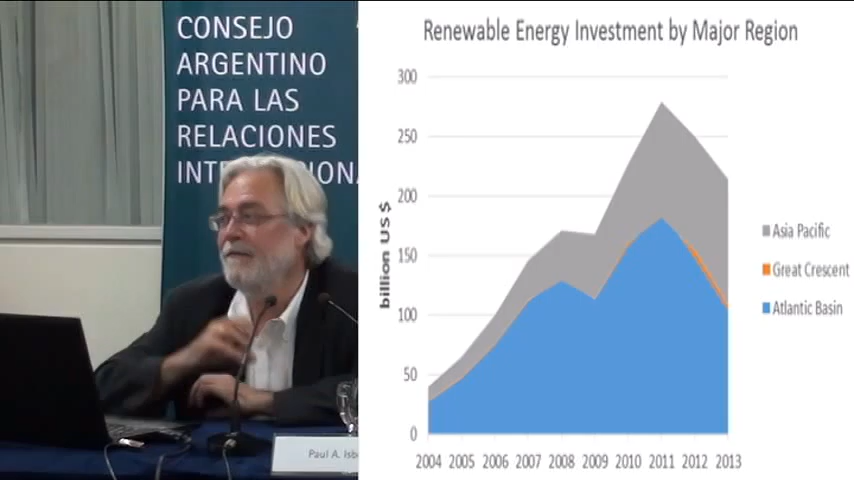 CONSEJO
ARGENTINO
PARA LAS
RELACIONES
Paul A.
Renewable Energy Investment by Major Region
300
250
200
150
100
50
0
billion US $
2004 2005 2006 2007 2008 2009 2010 2011 2012 2013
Asia Pacific
Great Crescent
Atlantic Basin